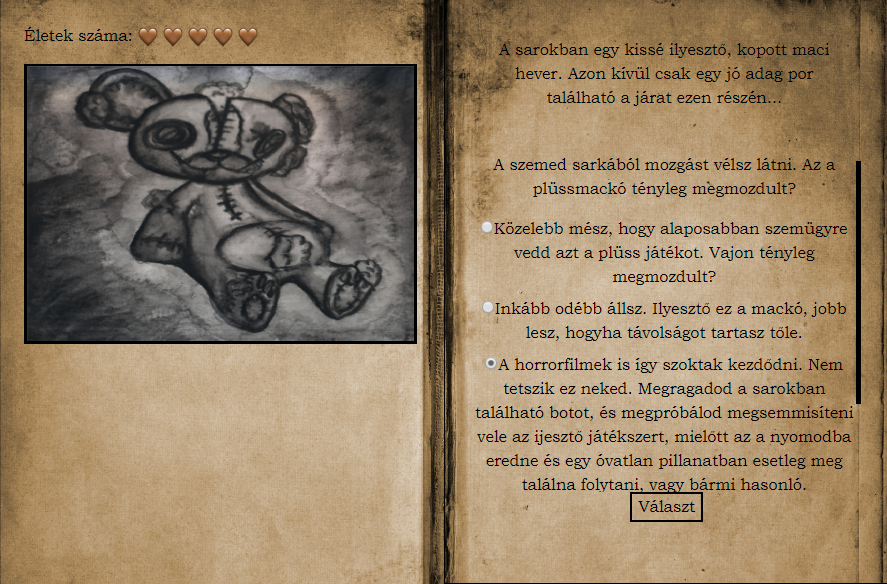 Életek száma: 🤎 🤎 🤎 🤎 🤎
A sarokban egy kissé ilyesztő, kopott maci
hever. Azon kívül csak egy jó adag por
található a járat ezen részén...
A szemed sarkából mozgást vélsz látni. Az a
plüssmackó tényleg megmozdult?
Közelebb mész, hogy alaposabban szemügyre
vedd azt a plüss játékot. Vajon tényleg
megmozdult?
Inkább odébb állsz. Ilyesztő ez a mackó, jobb
lesz, hogyha távolságot tartasz tőle.
A horrorfilmek is így szoktak kezdődni. Nem
tetszik ez neked. Megragadod a sarokban
található botot, és megpróbálod megsemmisíteni
vele az ijesztő játékszert, mielőtt az a nyomodba
eredne és egy óvatlan pillanatban esetleg meg
találna folytani, vagy bármi hasonló.
Választ